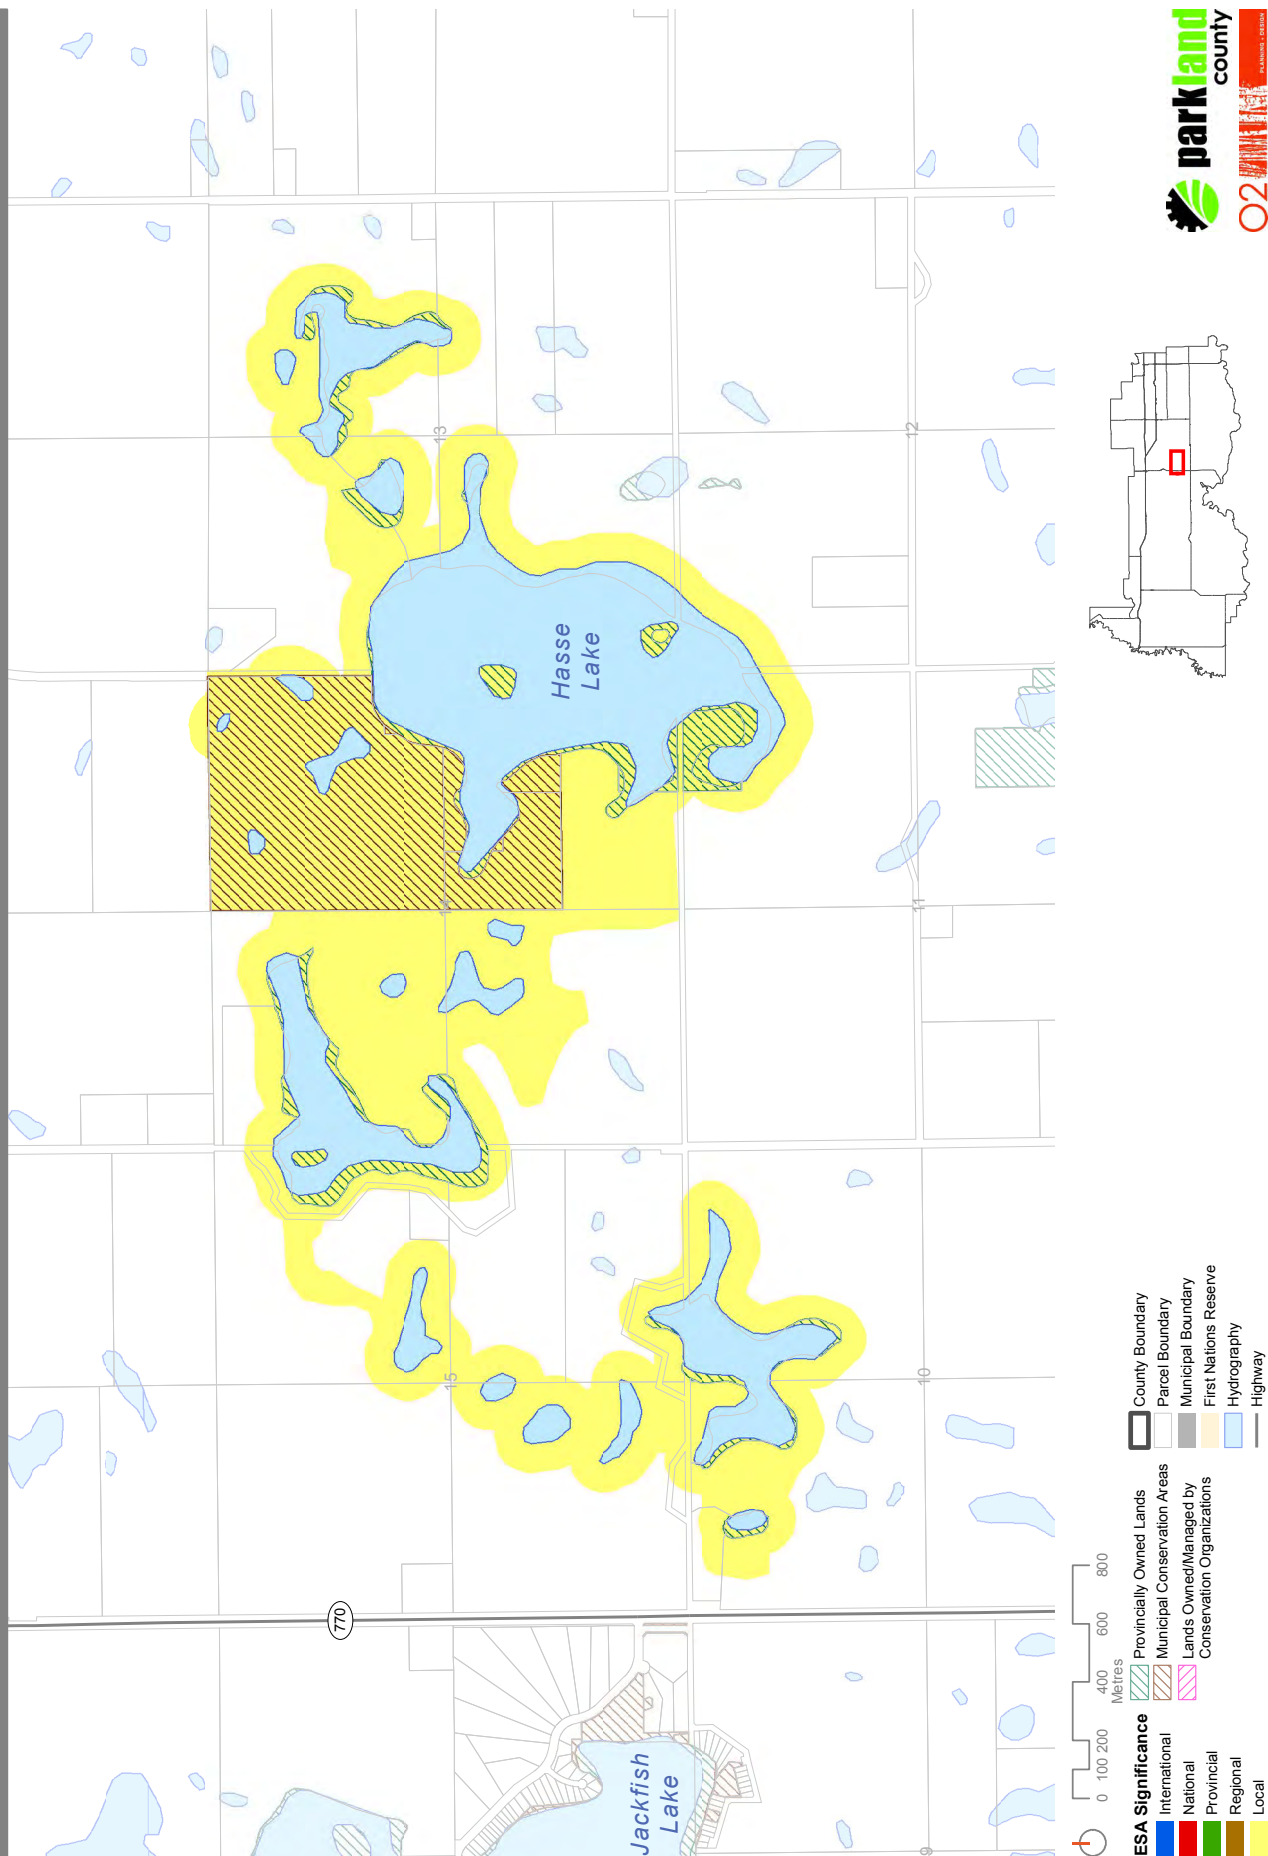 parkland
county
O2
PLANNING + DESIGN
13
12
Hasse
Lake
14
11
15
10
770
Jackfish
Lake
9
0 100 200 400 600 800
Metres
ESA Significance
International
National
Provincial
Regional
Local
Provincially Owned Lands
Municipal Conservation Areas
Lands Owned/Managed by
Conservation Organizations
County Boundary
Parcel Boundary
Municipal Boundary
First Nations Reserve
Hydrography
Highway